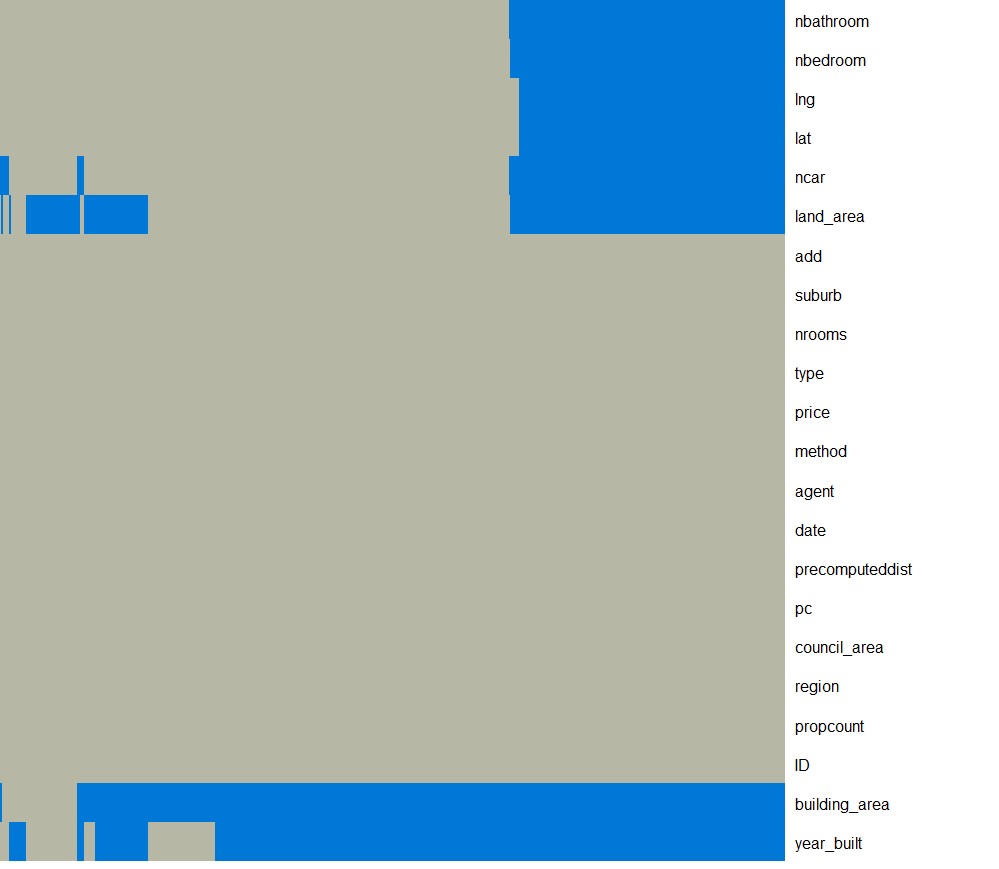 nbathroom
nbedroom
lng
lat
ncar
land_area
add
suburb
nrooms
type
price
method
agent
date
precomputeddist
pc
council_area
region
propcount
ID
building_area
year_built